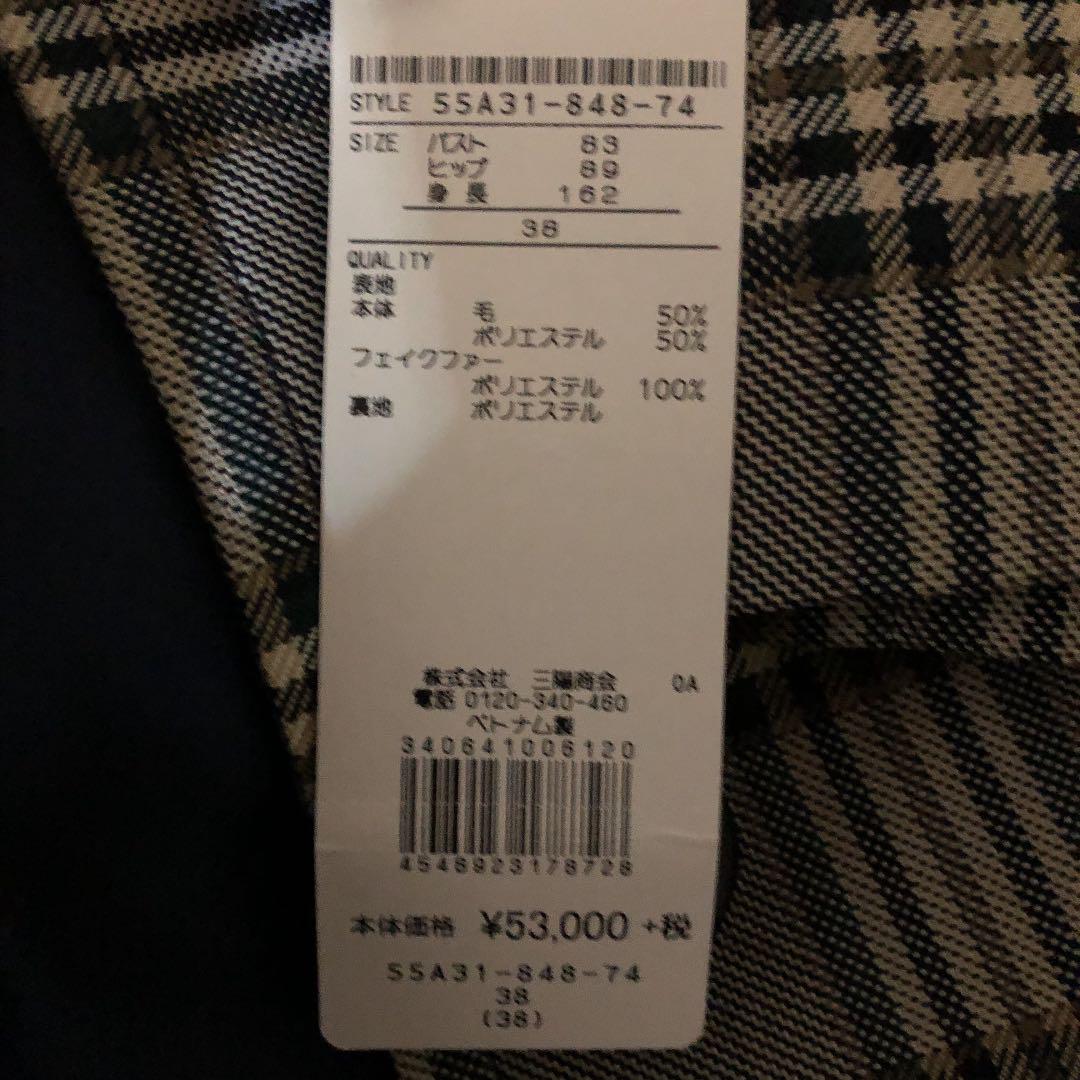 STYLE 55A31-848-74
SIZE バスト 83
ヒップ 89
身長 162
38
QUALITY
表地
本体 毛 50%
ポリエステル 50%
フェイクファー
ポリエステル 100%
裏地 ポリエステル
株式会社 三陽商会 0A
電話 0120-340-460
ベトナム製
340641006120
4546923178728
本体価格 ¥53,000 +税
55A31-848-74
38
(38)